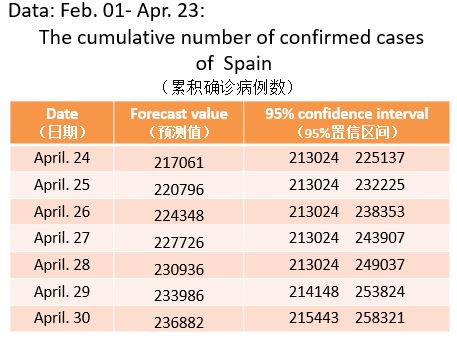 Data: Feb. 01- Apr. 23:
The cumulative number of confirmed cases
of Spain
（累积确诊病例数）
Date Forecast value 95% confidence interval
（日期） （预测值） （95%置信区间）
April. 24 217061 213024 225137
April. 25 220796 213024 232225
April. 26 224348 213024 238353
April. 27 227726 213024 243907
April. 28 230936 213024 249037
April. 29 233986 214148 253824
April. 30 236882 215443 258321